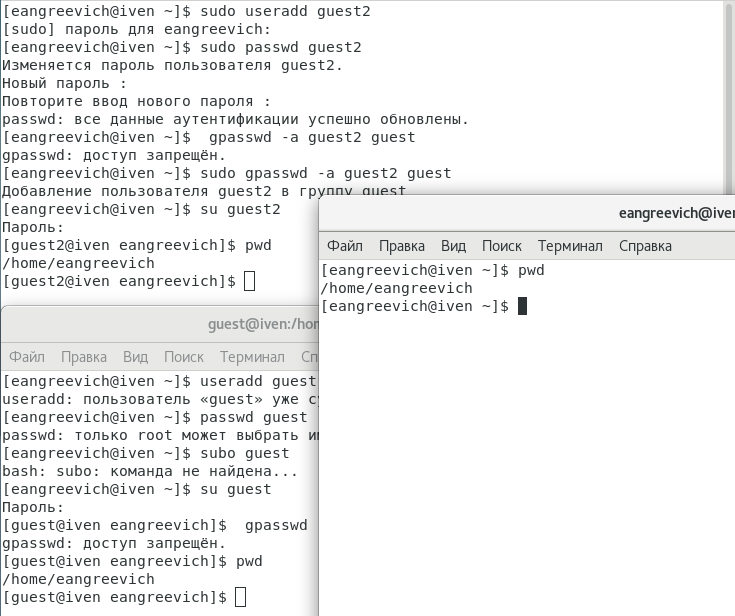 [eangreevich@iven ~]$ sudo useradd guest2
[sudo] пароль для eangreevich:
[eangreevich@iven ~]$ sudo passwd guest2
Изменяется пароль пользователя guest2.
Новый пароль :
Повторите ввод нового пароля :
passwd: все данные аутентификации успешно обновлены.
[eangreevich@iven ~]$  gpasswd -a guest2 guest
gpasswd: доступ запрещён.
[eangreevich@iven ~]$ sudo gpasswd -a guest2 guest
Добавление пользователя guest2 в группу guest
[eangreevich@iven ~]$ su guest2
Пароль:
[guest2@iven eangreevich]$ pwd
/home/eangreevich
[guest2@iven eangreevich]$
guest@iven:/hom
Файл Правка Вид Поиск Терминал Сп
[eangreevich@iven ~]$ useradd guest
useradd: пользователь «guest» уже су
[eangreevich@iven ~]$ passwd guest
passwd: только root может выбрать
[eangreevich@iven ~]$ subo guest
bash: subo: команда не найдена...
[eangreevich@iven ~]$ su guest
Пароль:
[guest@iven eangreevich]$  gpasswd
gpasswd: доступ запрещён.
[guest@iven eangreevich]$ pwd
/home/eangreevich
[guest@iven eangreevich]$
eangreevich@iven
Файл Правка Вид Поиск Терминал Справка
[eangreevich@iven ~]$ pwd
/home/eangreevich
[eangreevich@iven ~]$